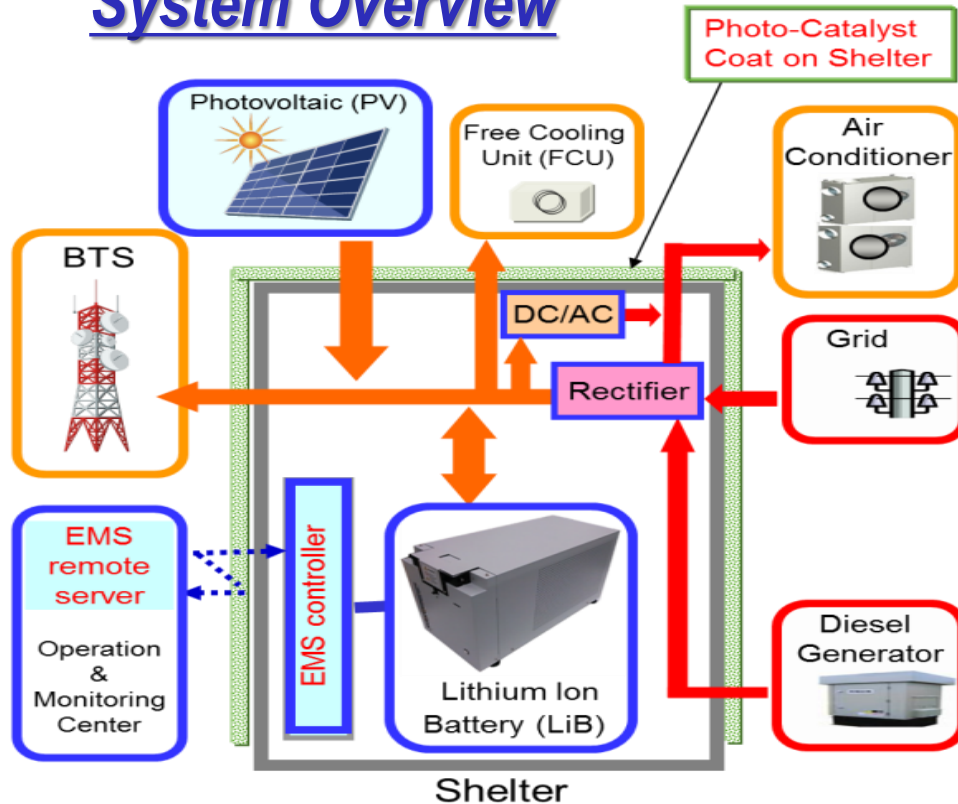 System Overview
Photo-Catalyst
Coat on Shelter
Photovoltaic (PV)
Free Cooling
Unit (FCU)
Air
Conditioner
BTS
DC/AC
Grid
Rectifier
EMS
remote
server
Operation
&
Monitoring
Center
EMS controller
Lithium Ion
Battery (LiB)
Diesel
Generator
Shelter